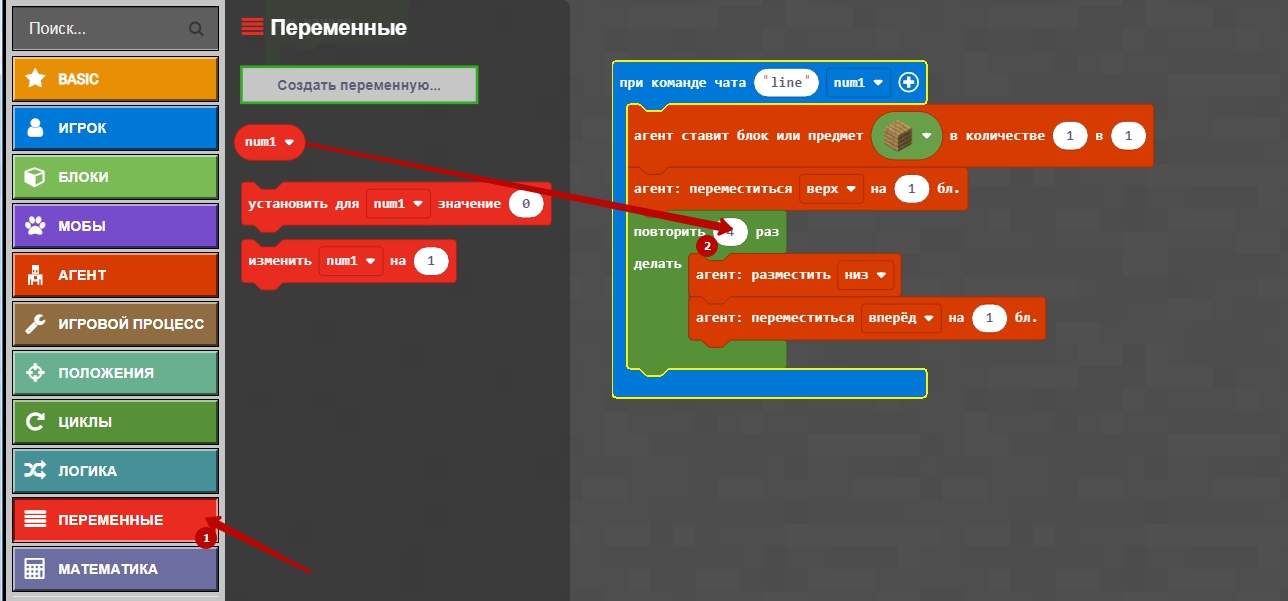 Поиск...
BASIC
ИГРОК
БЛОКИ
МОБЫ
АГЕНТ
ИГРОВОЙ ПРОЦЕСС
ПОЛОЖЕНИЯ
ЦИКЛЫ
ЛОГИКА
ПЕРЕМЕННЫЕ
1
МАТЕМАТИКА
Переменные
Создать переменную...
num1
установить для num1 значение 0
изменить num1 на 1
при команде чата "line" num1
агент ставит блок или предмет в количестве 1 в 1
агент: переместиться верх на 1 бл.
повторить 4 раз
2
делать
агент: разместить низ
агент: переместиться вперёд на 1 бл.